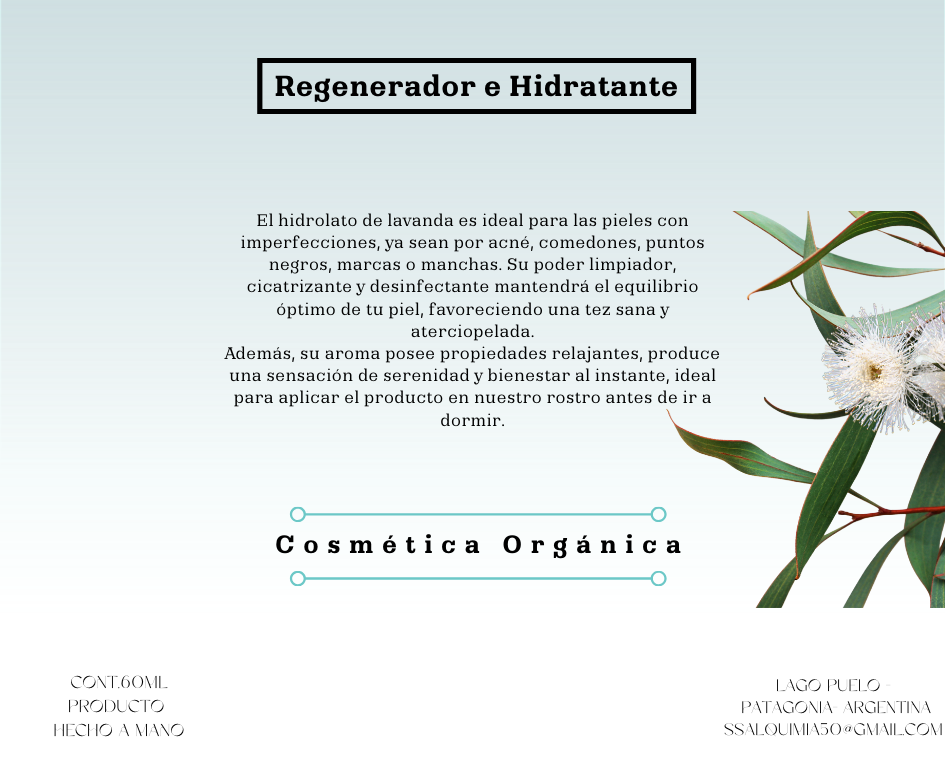 Regenerador e Hidratante
El hidrolato de lavanda es ideal para las pieles con
imperfecciones, ya sean por acné, comedones, puntos
negros, marcas o manchas. Su poder limpiador,
cicatrizante y desinfectante mantendrá el equilibrio
óptimo de tu piel, favoreciendo una tez sana y
aterciopelada.
Además, su aroma posee propiedades relajantes, produce
una sensación de serenidad y bienestar al instante, ideal
para aplicar el producto en nuestro rostro antes de ir a
dormir.
Cosmética Orgánica
CONT.60ML
PRODUCTO
HECHO A MANO
LAGO PUELO -
PATAGONIA- ARGENTINA
SSALQUIMIA50@GMAIL.COM